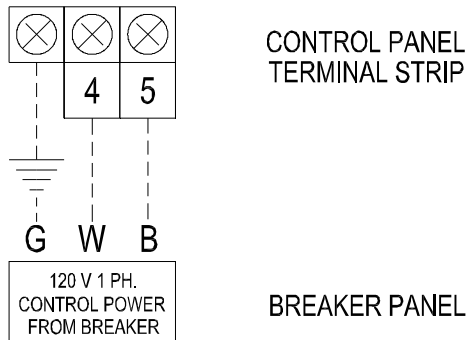 CONTROL PANEL
TERMINAL STRIP
4 5
G W B
120 V 1 PH.
CONTROL POWER
FROM BREAKER
BREAKER PANEL